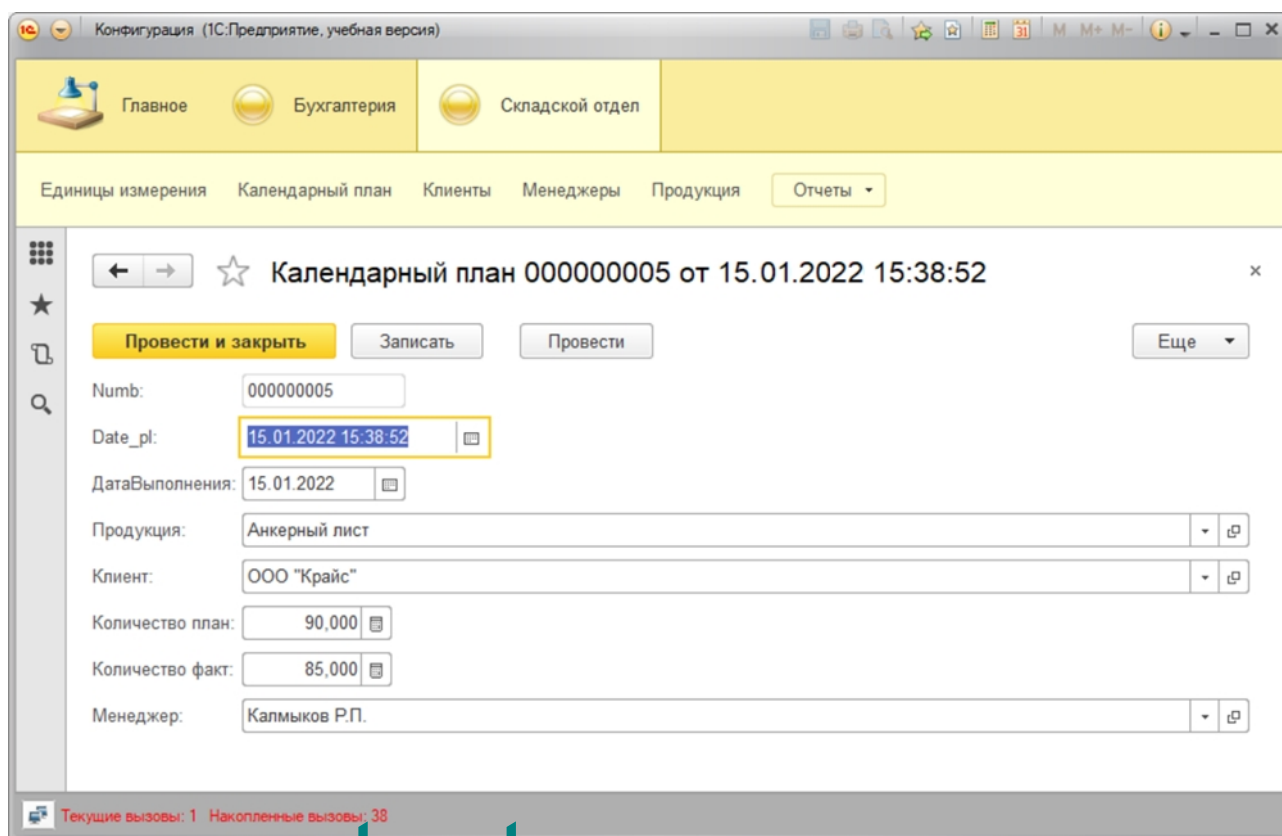 Конфигурация (1С:Предприятие, учебная версия)
M M+ M-
Главное Бухгалтерия Складской отдел
Единицы измерения Календарный план Клиенты Менеджеры Продукция Отчеты
Календарный план 000000005 от 15.01.2022 15:38:52
Провести и закрыть Записать Провести Еще
Numb: 000000005
Date_pl: 15.01.2022 15:38:52
ДатаВыполнения: 15.01.2022
Продукция: Анкерный лист
Клиент: ООО "Крайс"
Количество план: 90,000
Количество факт: 85,000
Менеджер: Калмыков Р.П.
Текущие вызовы: 1 Накопленные вызовы: 38